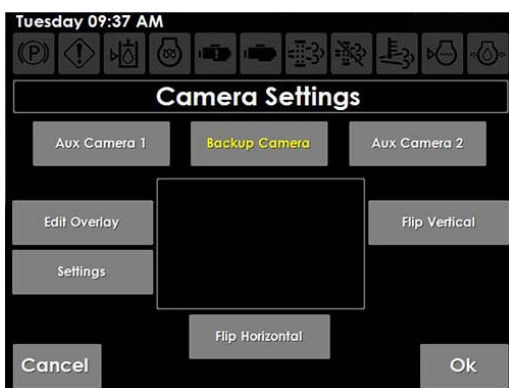 Tuesday 09:37 AM
(P)
Camera Settings
Aux Camera 1
Backup Camera
Aux Camera 2
Edit Overlay
Flip Vertical
Settings
Flip Horizontal
Cancel
Ok